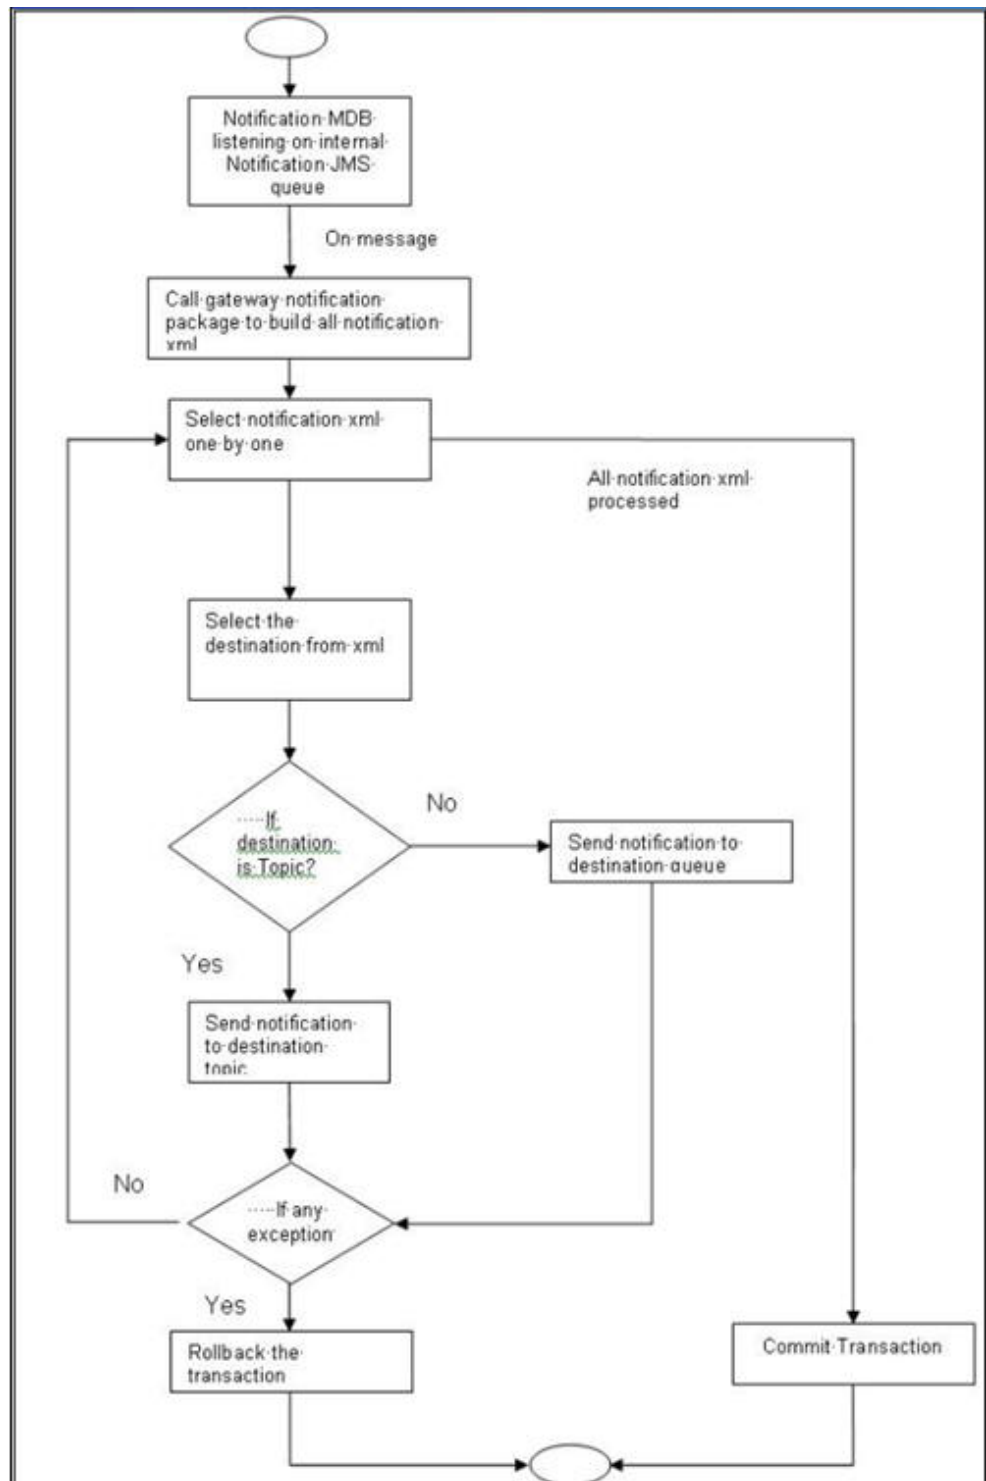 Notification MDB
listening on internal
Notification JMS
queue
On message
Call gateway notification
package to build all notification
xml
Select notification xml
one by one
All notification xml
processed
Select the
destination from xml
If
destination
is Topic?
No
Send notification to
destination queue
Yes
Send notification
to destination
topic
No
If any
exception
Yes
Rollback the
transaction
Commit Transaction